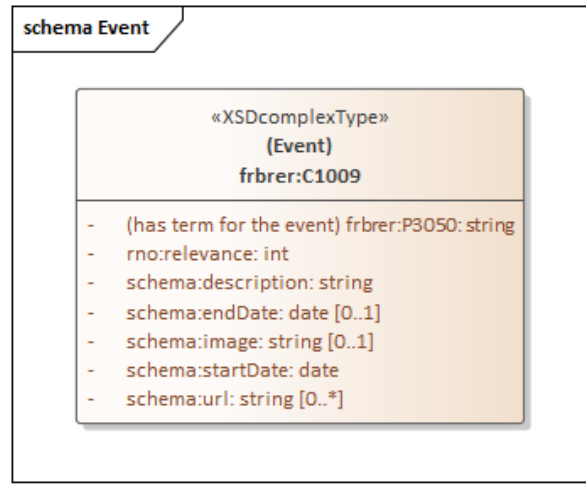 schema Event
«XSDcomplexType»
(Event)
frbrer:C1009
- (has term for the event) frbrer:P3050: string
- rno:relevance: int
- schema:description: string
- schema:endDate: date [0..1]
- schema:image: string [0..1]
- schema:startDate: date
- schema:url: string [0..*]